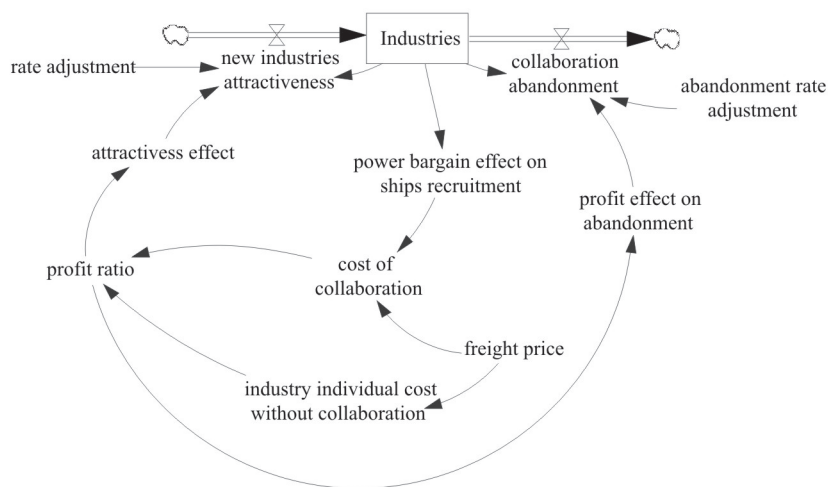 Industries
new industries
attractiveness
collaboration
abandonment
rate adjustment
abandonment rate
adjustment
attractivess effect
power bargain effect on
ships recruitment
profit effect on
abandonment
profit ratio
cost of
collaboration
freight price
industry individual cost
without collaboration